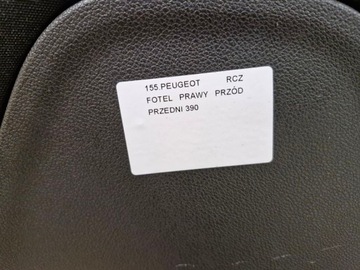 155.PEUGEOT RCZ
FOTEL PRAWY PRZÓD
PRZEDNI 390